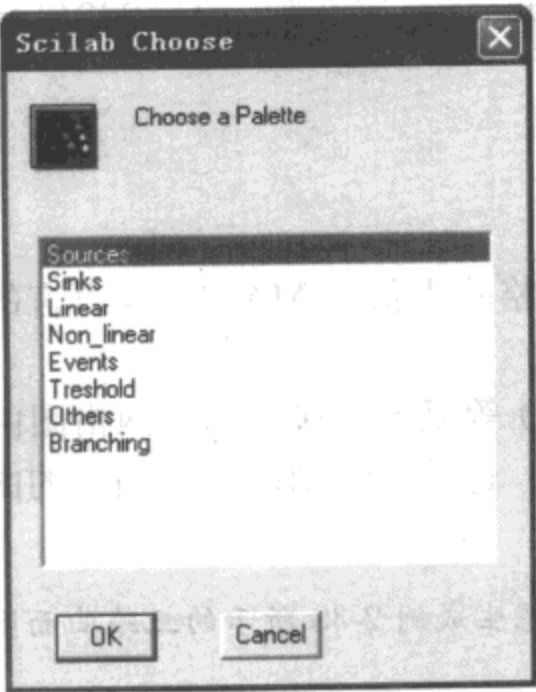 Scilab Choose
Choose a Palette
Sources
Sinks
Linear
Non_linear
Events
Treshold
Others
Branching
OK
Cancel